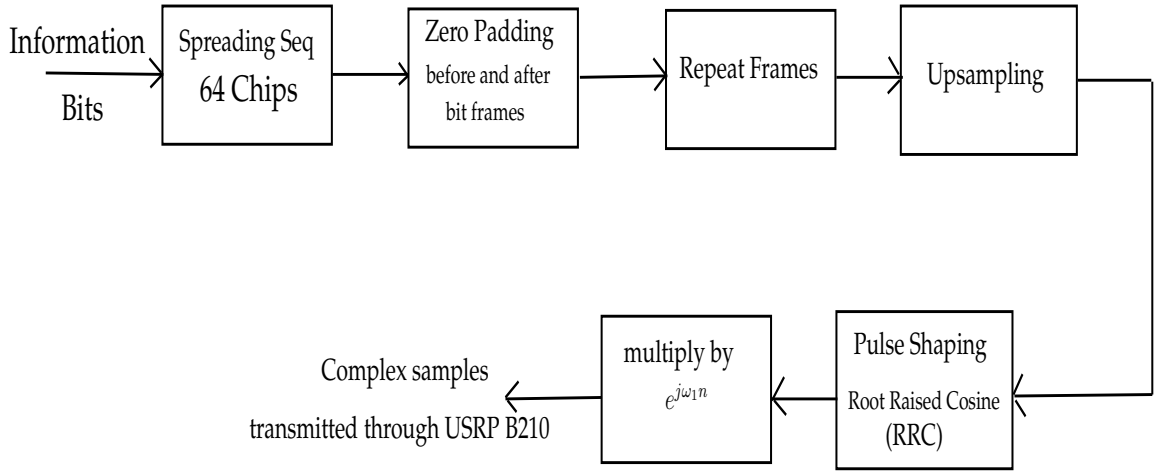 Information
Bits
Spreading Seq
64 Chips
Zero Padding
before and after
bit frames
Repeat Frames
Upsampling
Pulse Shaping
Root Raised Cosine
(RRC)
multiply by
e^{jω₁n}
Complex samples
transmitted through USRP B210